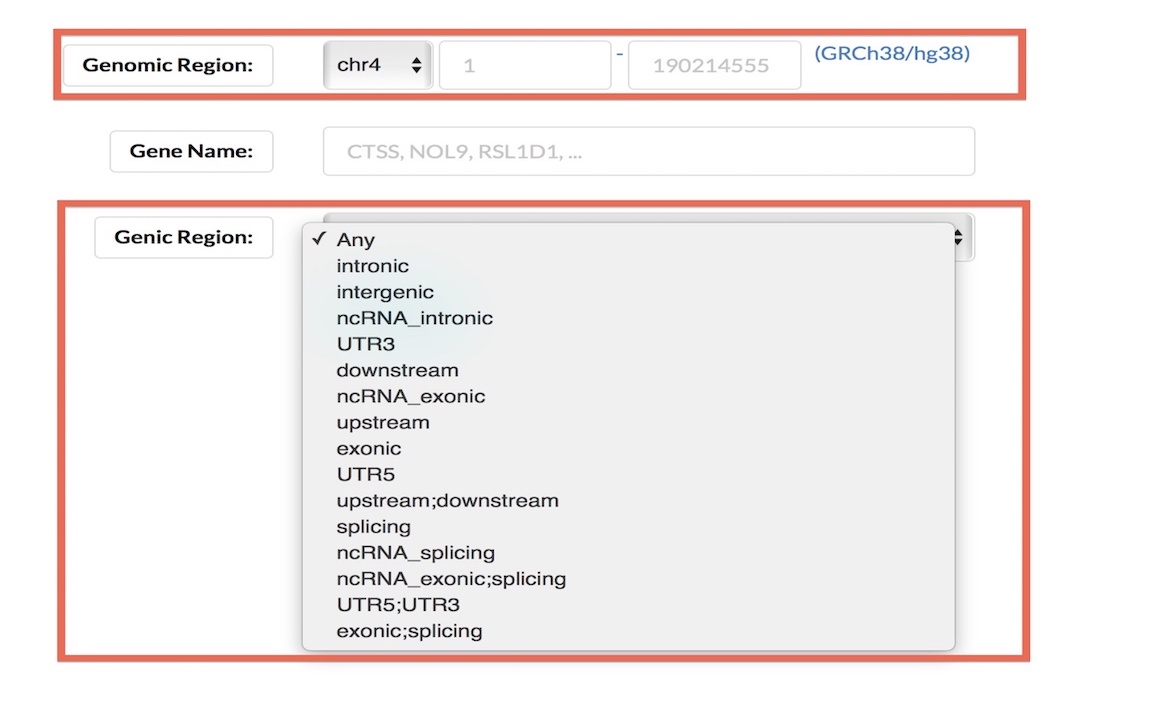 Genomic Region: chr4 1 - 190214555 (GRCh38/hg38)
Gene Name: CTSS, NOL9, RSL1D1, ...
Genic Region: ✓ Any
intronic
intergenic
ncRNA_intronic
UTR3
downstream
ncRNA_exonic
upstream
exonic
UTR5
upstream;downstream
splicing
ncRNA_splicing
ncRNA_exonic;splicing
UTR5;UTR3
exonic;splicing